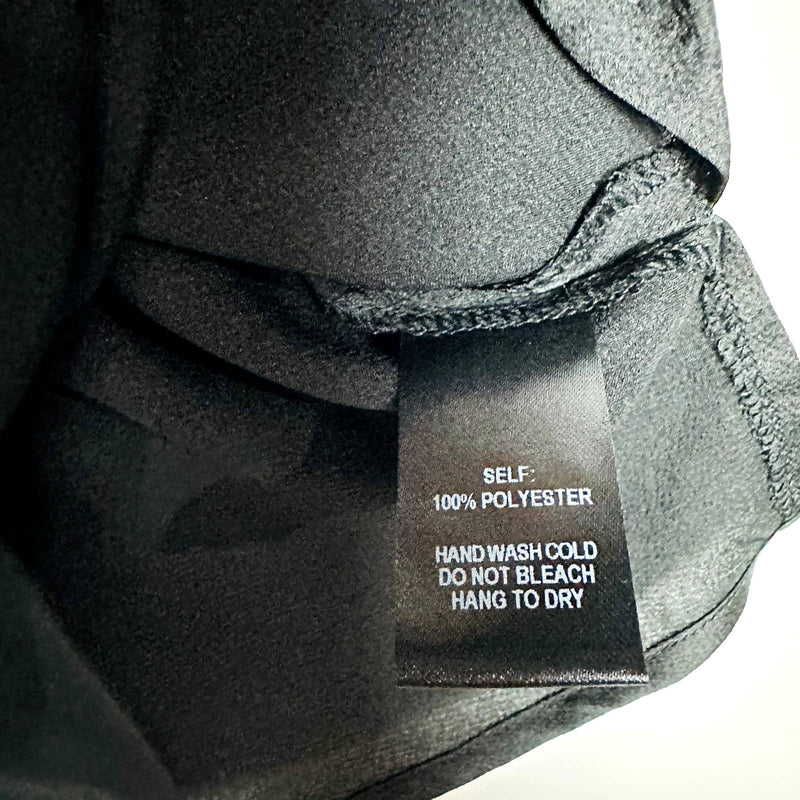 SELF:
100% POLYESTER
HAND WASH COLD
DO NOT BLEACH
HANG TO DRY